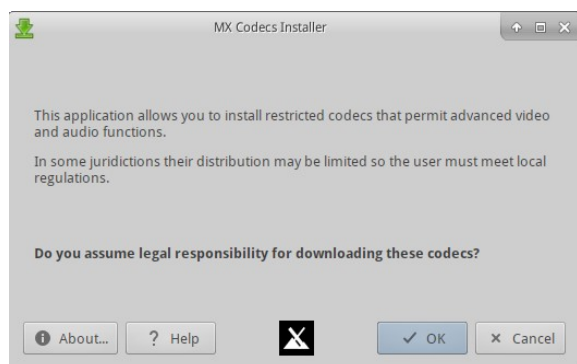 MX Codecs Installer
This application allows you to install restricted codecs that permit advanced video
and audio functions.
In some juridictions their distribution may be limited so the user must meet local
regulations.
Do you assume legal responsibility for downloading these codecs?
About...
? Help
OK
Cancel